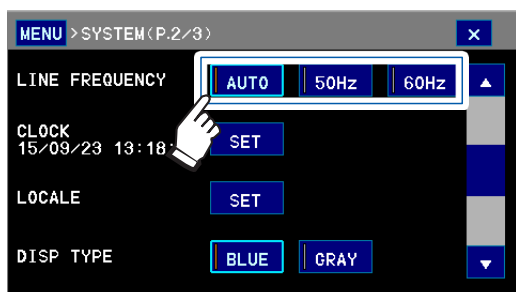 MENU >SYSTEM(P.2/3) ×
LINE FREQUENCY AUTO 50Hz 60Hz ▲
CLOCK
15/09/23 13:18: SET
LOCALE SET
DISP TYPE BLUE GRAY ▼